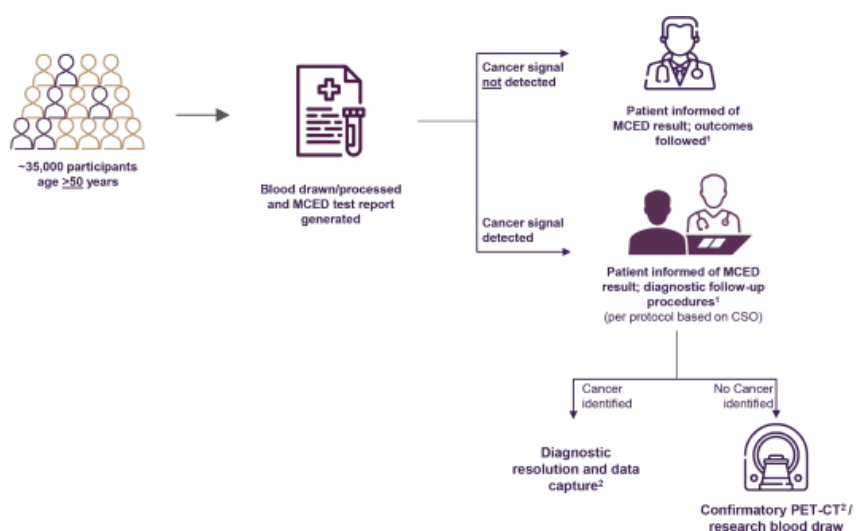 ~35,000 participants
age >50 years
Blood drawn/processed
and MCED test report
generated
Cancer signal
not detected
Patient informed of
MCED result; outcomes
followed¹
Cancer signal
detected
Patient informed of MCED
result; diagnostic follow-up
procedures¹
(per protocol based on CSO)
Cancer
identified
No Cancer
identified
Diagnostic
resolution and data
capture²
Confirmatory PET-CT²/
research blood draw